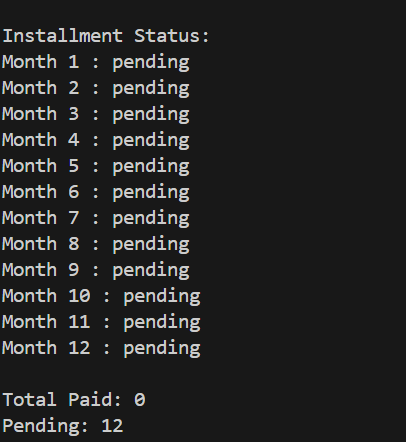 Installment Status:
Month 1 : pending
Month 2 : pending
Month 3 : pending
Month 4 : pending
Month 5 : pending
Month 6 : pending
Month 7 : pending
Month 8 : pending
Month 9 : pending
Month 10 : pending
Month 11 : pending
Month 12 : pending
Total Paid: 0
Pending: 12